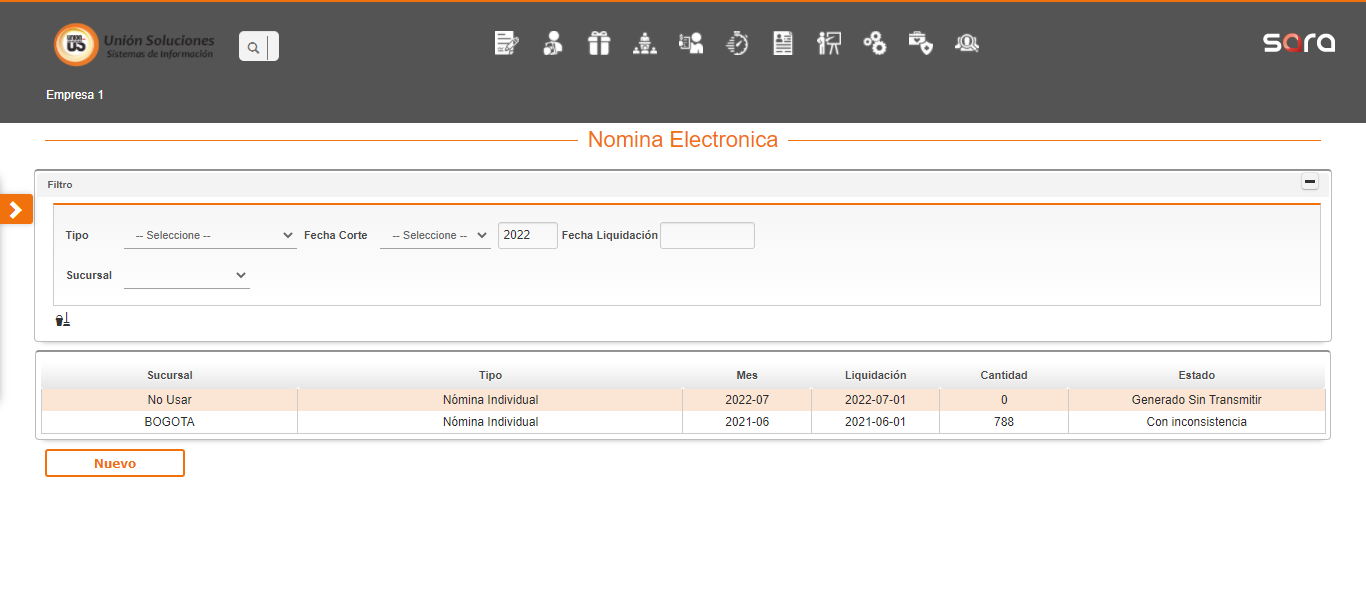 UNION
US
Unión Soluciones
Sistemas de Información
sara
Empresa 1
Nomina Electronica
Filtro
Tipo -- Seleccione -- Fecha Corte -- Seleccione -- 2022 Fecha Liquidación
Sucursal
Sucursal Tipo Mes Liquidación Cantidad Estado
No Usar Nómina Individual 2022-07 2022-07-01 0 Generado Sin Transmitir
BOGOTA Nómina Individual 2021-06 2021-06-01 788 Con inconsistencia
Nuevo